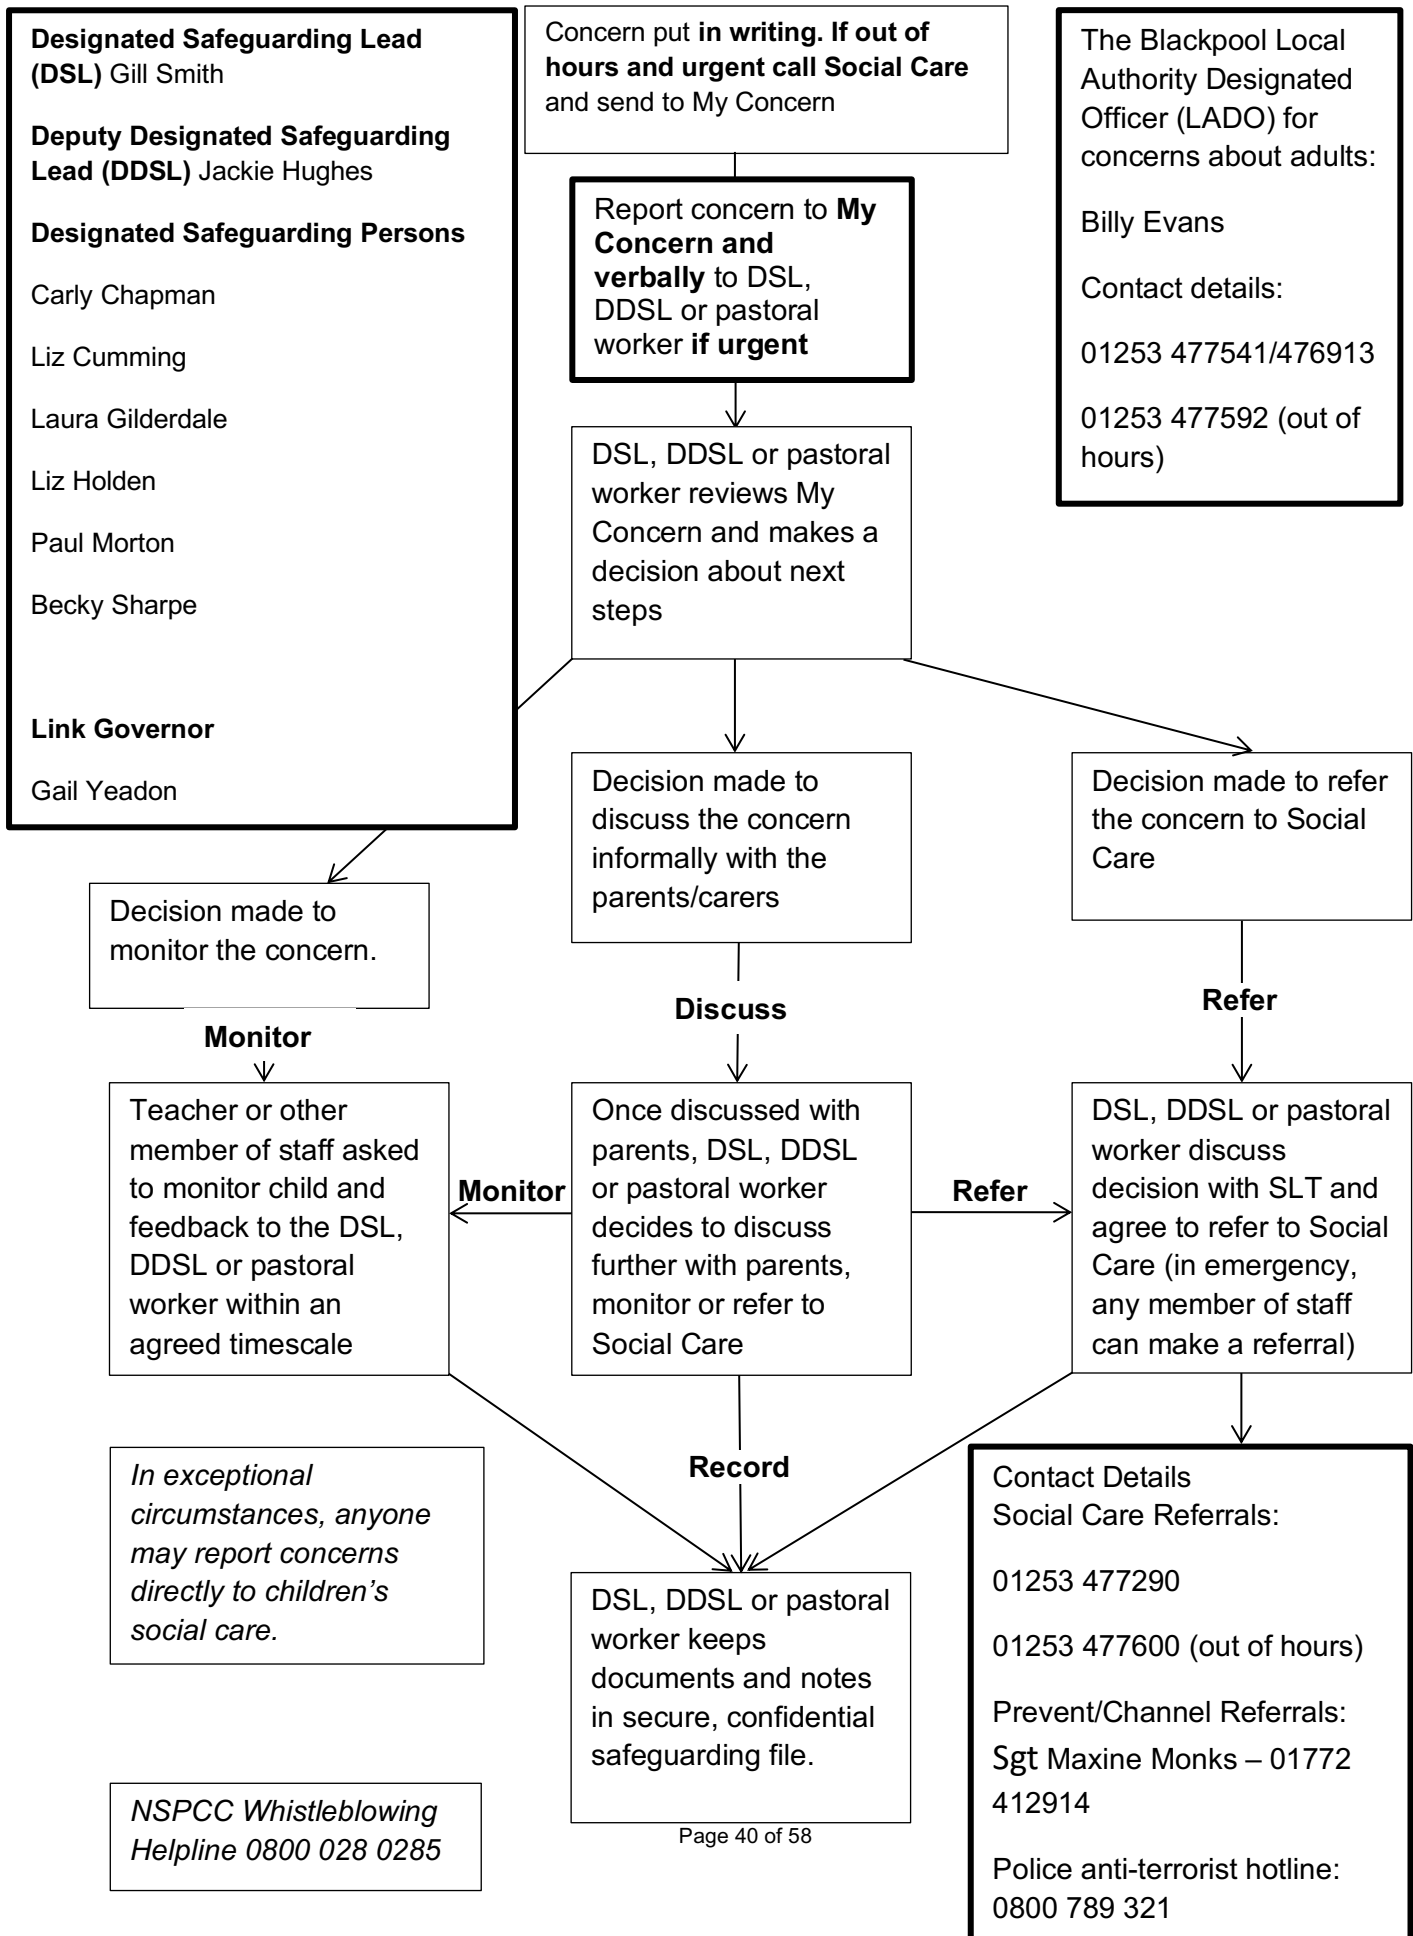 Designated Safeguarding Lead
(DSL) Gill Smith
Deputy Designated Safeguarding
Lead (DDSL) Jackie Hughes
Designated Safeguarding Persons
Carly Chapman
Liz Cumming
Laura Gilderdale
Liz Holden
Paul Morton
Becky Sharpe
Link Governor
Gail Yeadon
Concern put in writing. If out of
hours and urgent call Social Care
and send to My Concern
The Blackpool Local
Authority Designated
Officer (LADO) for
concerns about adults:
Billy Evans
Contact details:
01253 477541/476913
01253 477592 (out of
hours)
Report concern to My
Concern and
verbally to DSL,
DDSL or pastoral
worker if urgent
DSL, DDSL or pastoral
worker reviews My
Concern and makes a
decision about next
steps
Decision made to
monitor the concern.
Decision made to
discuss the concern
informally with the
parents/carers
Decision made to refer
the concern to Social
Care
Monitor
Discuss
Refer
Teacher or other
member of staff asked
to monitor child and
feedback to the DSL,
DDSL or pastoral
worker within an
agreed timescale
Monitor
Once discussed with
parents, DSL, DDSL
or pastoral worker
decides to discuss
further with parents,
monitor or refer to
Social Care
Refer
DSL, DDSL or pastoral
worker discuss
decision with SLT and
agree to refer to Social
Care (in emergency,
any member of staff
can make a referral)
In exceptional
circumstances, anyone
may report concerns
directly to children’s
social care.
Record
DSL, DDSL or pastoral
worker keeps
documents and notes
in secure, confidential
safeguarding file.
Contact Details
Social Care Referrals:
01253 477290
01253 477600 (out of hours)
Prevent/Channel Referrals:
Sgt Maxine Monks – 01772
412914
Police anti-terrorist hotline:
0800 789 321
NSPCC Whistleblowing
Helpline 0800 028 0285
Page 40 of 58